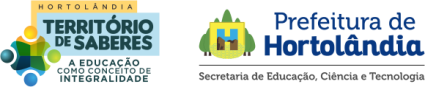 HORTOLÂNDIA
TERRITÓRIO
DE SABERES
A EDUCAÇÃO
COMO CONCEITO DE
INTEGRALIDADE
Prefeitura de
Hortolândia
Secretaria de Educação, Ciência e Tecnologia